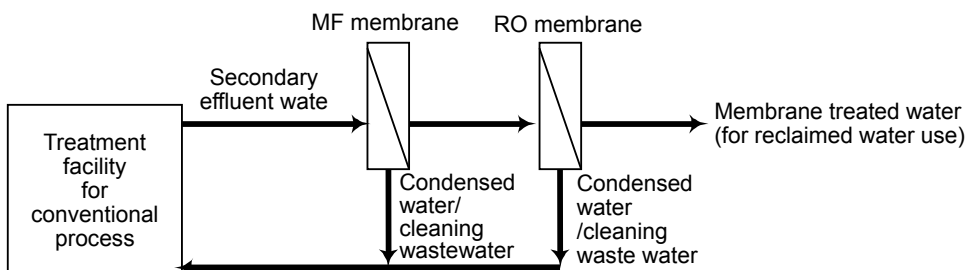 MF membrane
RO membrane
Secondary
effluent wate
Treatment
facility
for
conventional
process
Membrane treated water
(for reclaimed water use)
Condensed
water/
cleaning
wastewater
Condensed
water
/cleaning
waste water